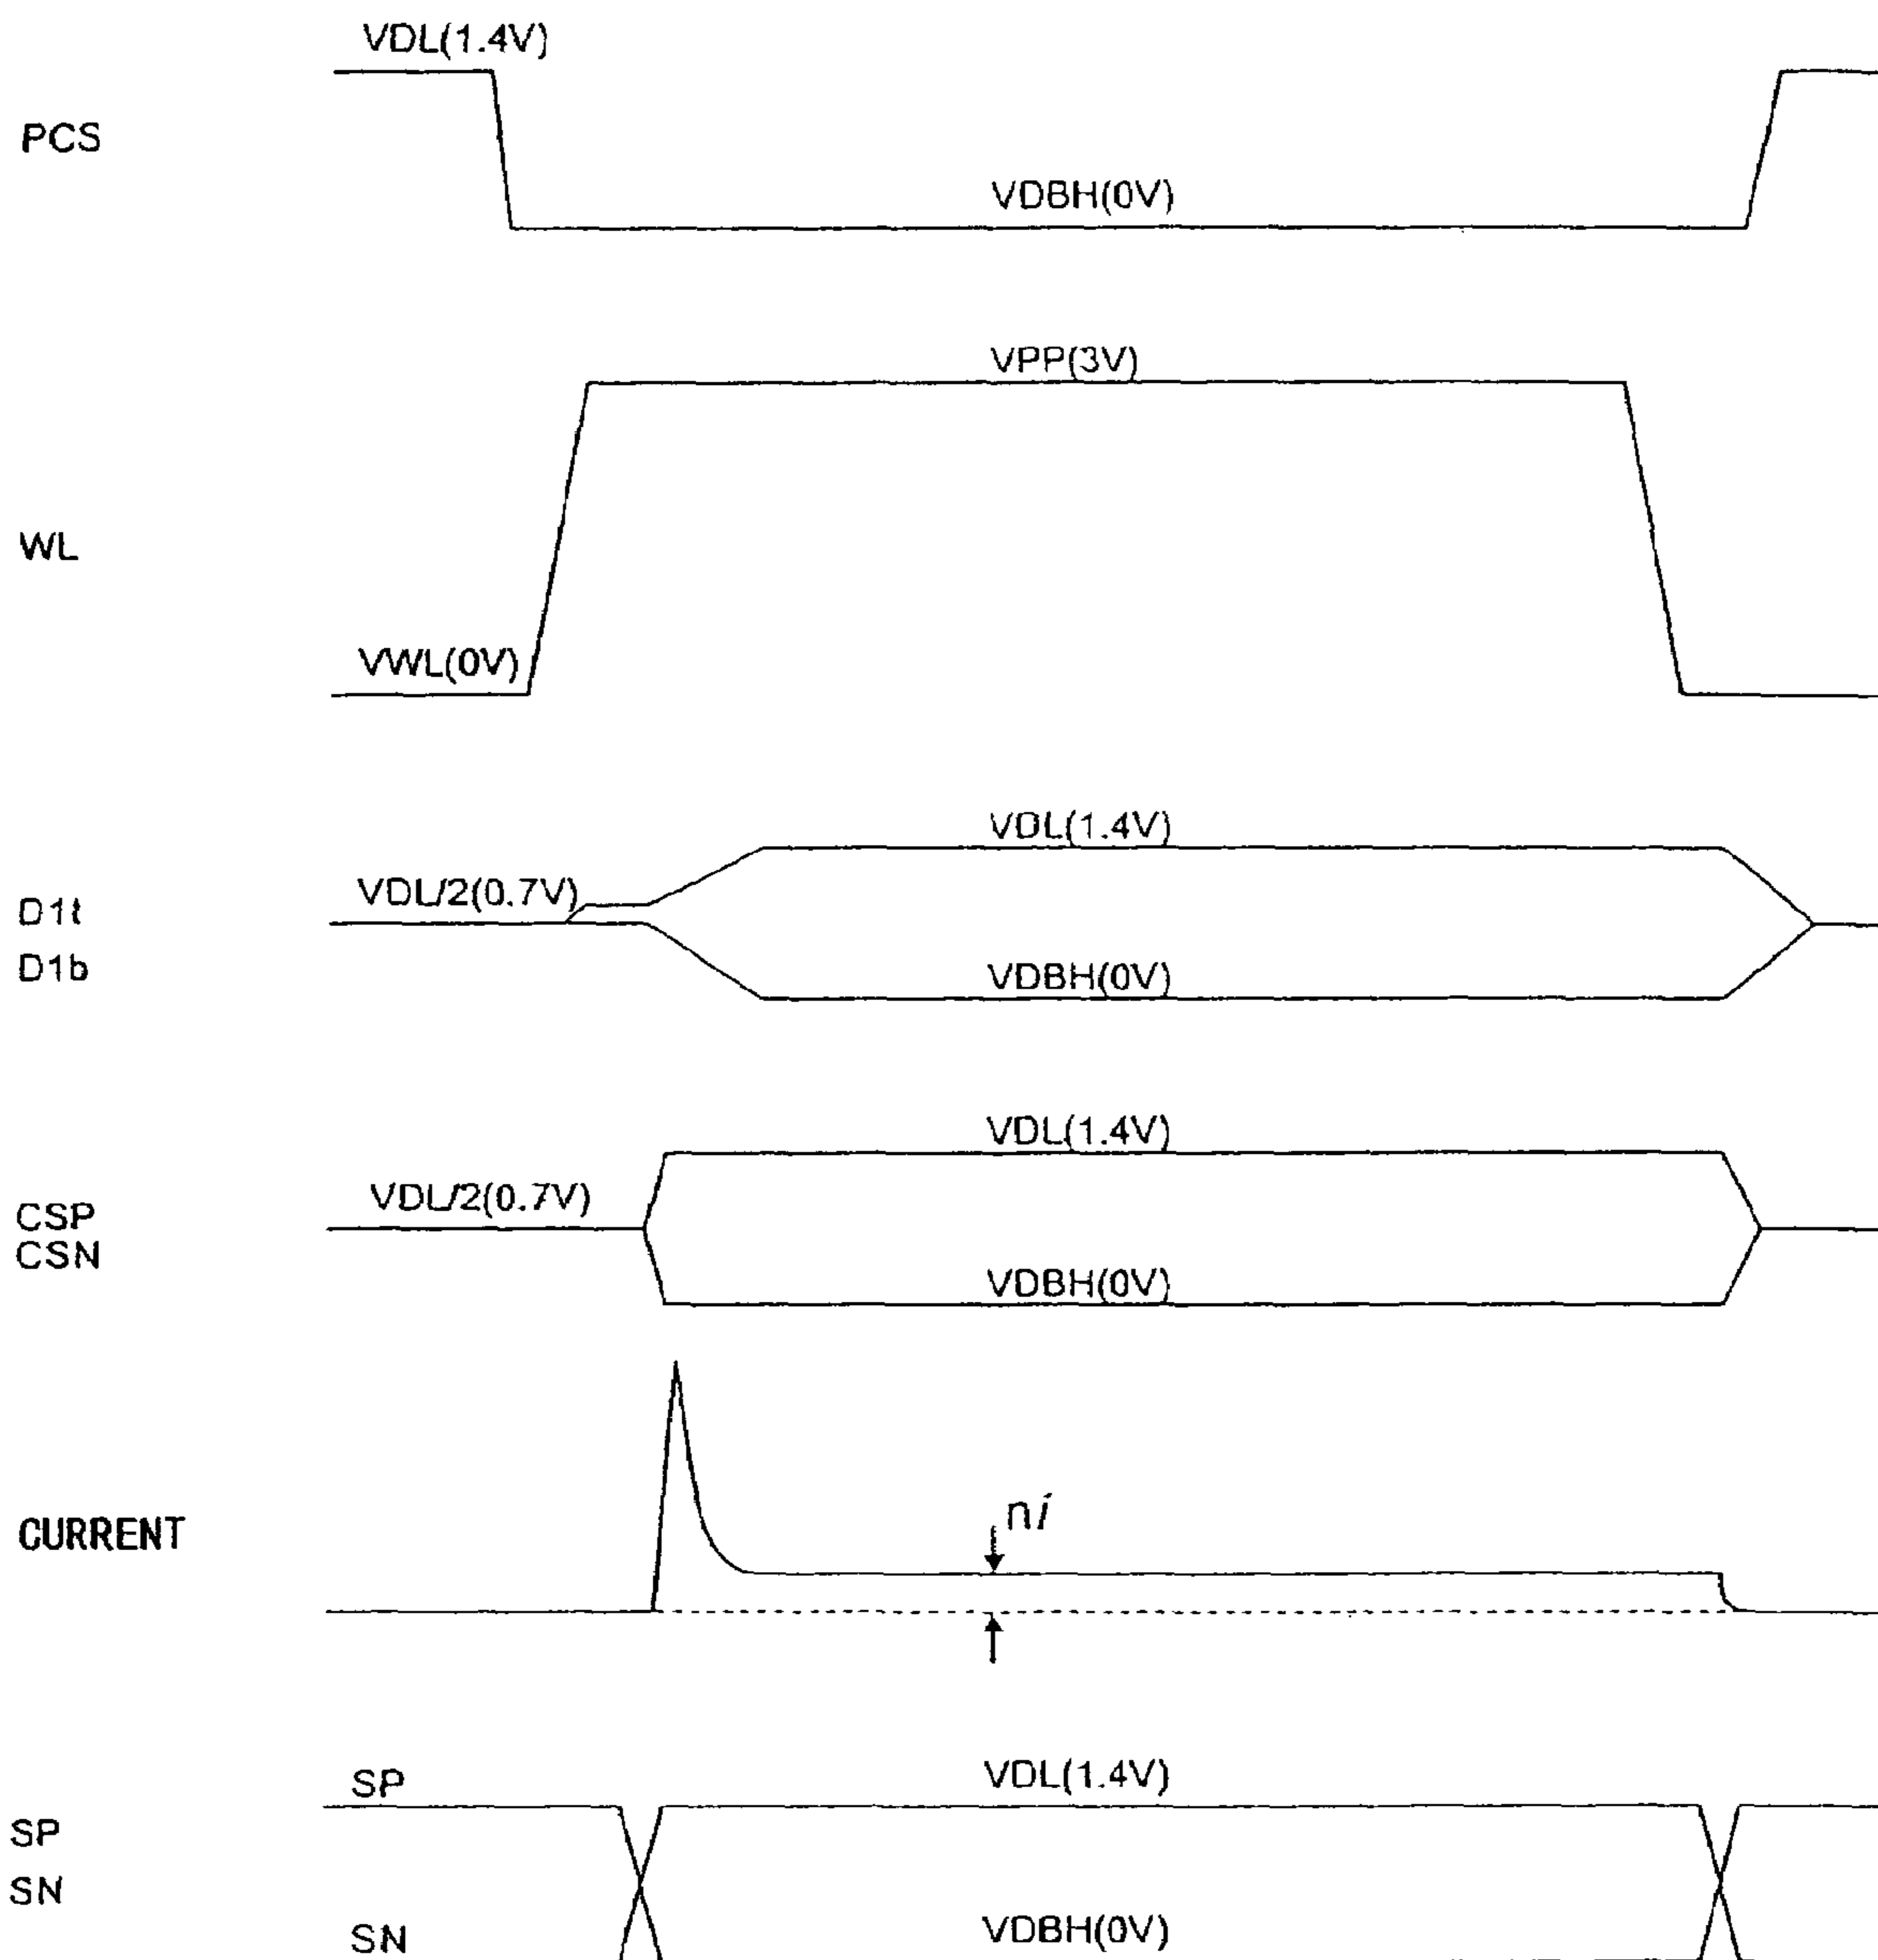 VDL(1.4V)
PCS
VDBH(0V)
VPP(3V)
WL
VWL(0V)
VDL(1.4V)
VDL/2(0.7V)
D1t
D1b
VDBH(0V)
VDL(1.4V)
VDL/2(0.7V)
CSP
CSN
VDBH(0V)
ni
CURRENT
SP
VDL(1.4V)
SP
SN
SN
VDBH(0V)